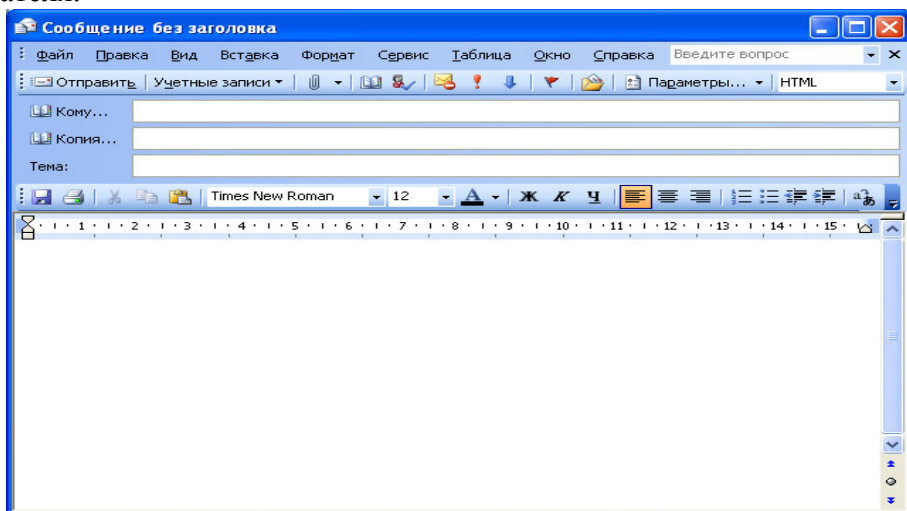 Сообщение без заголовка
Файл Правка Вид Вставка Формат Сервис Таблица Окно Справка Введите вопрос
Отправить Учетные записи Параметры... HTML
Кому...
Копия...
Тема:
Times New Roman 12 А Ж К Ч
1 2 3 4 5 6 7 8 9 10 11 12 13 14 15